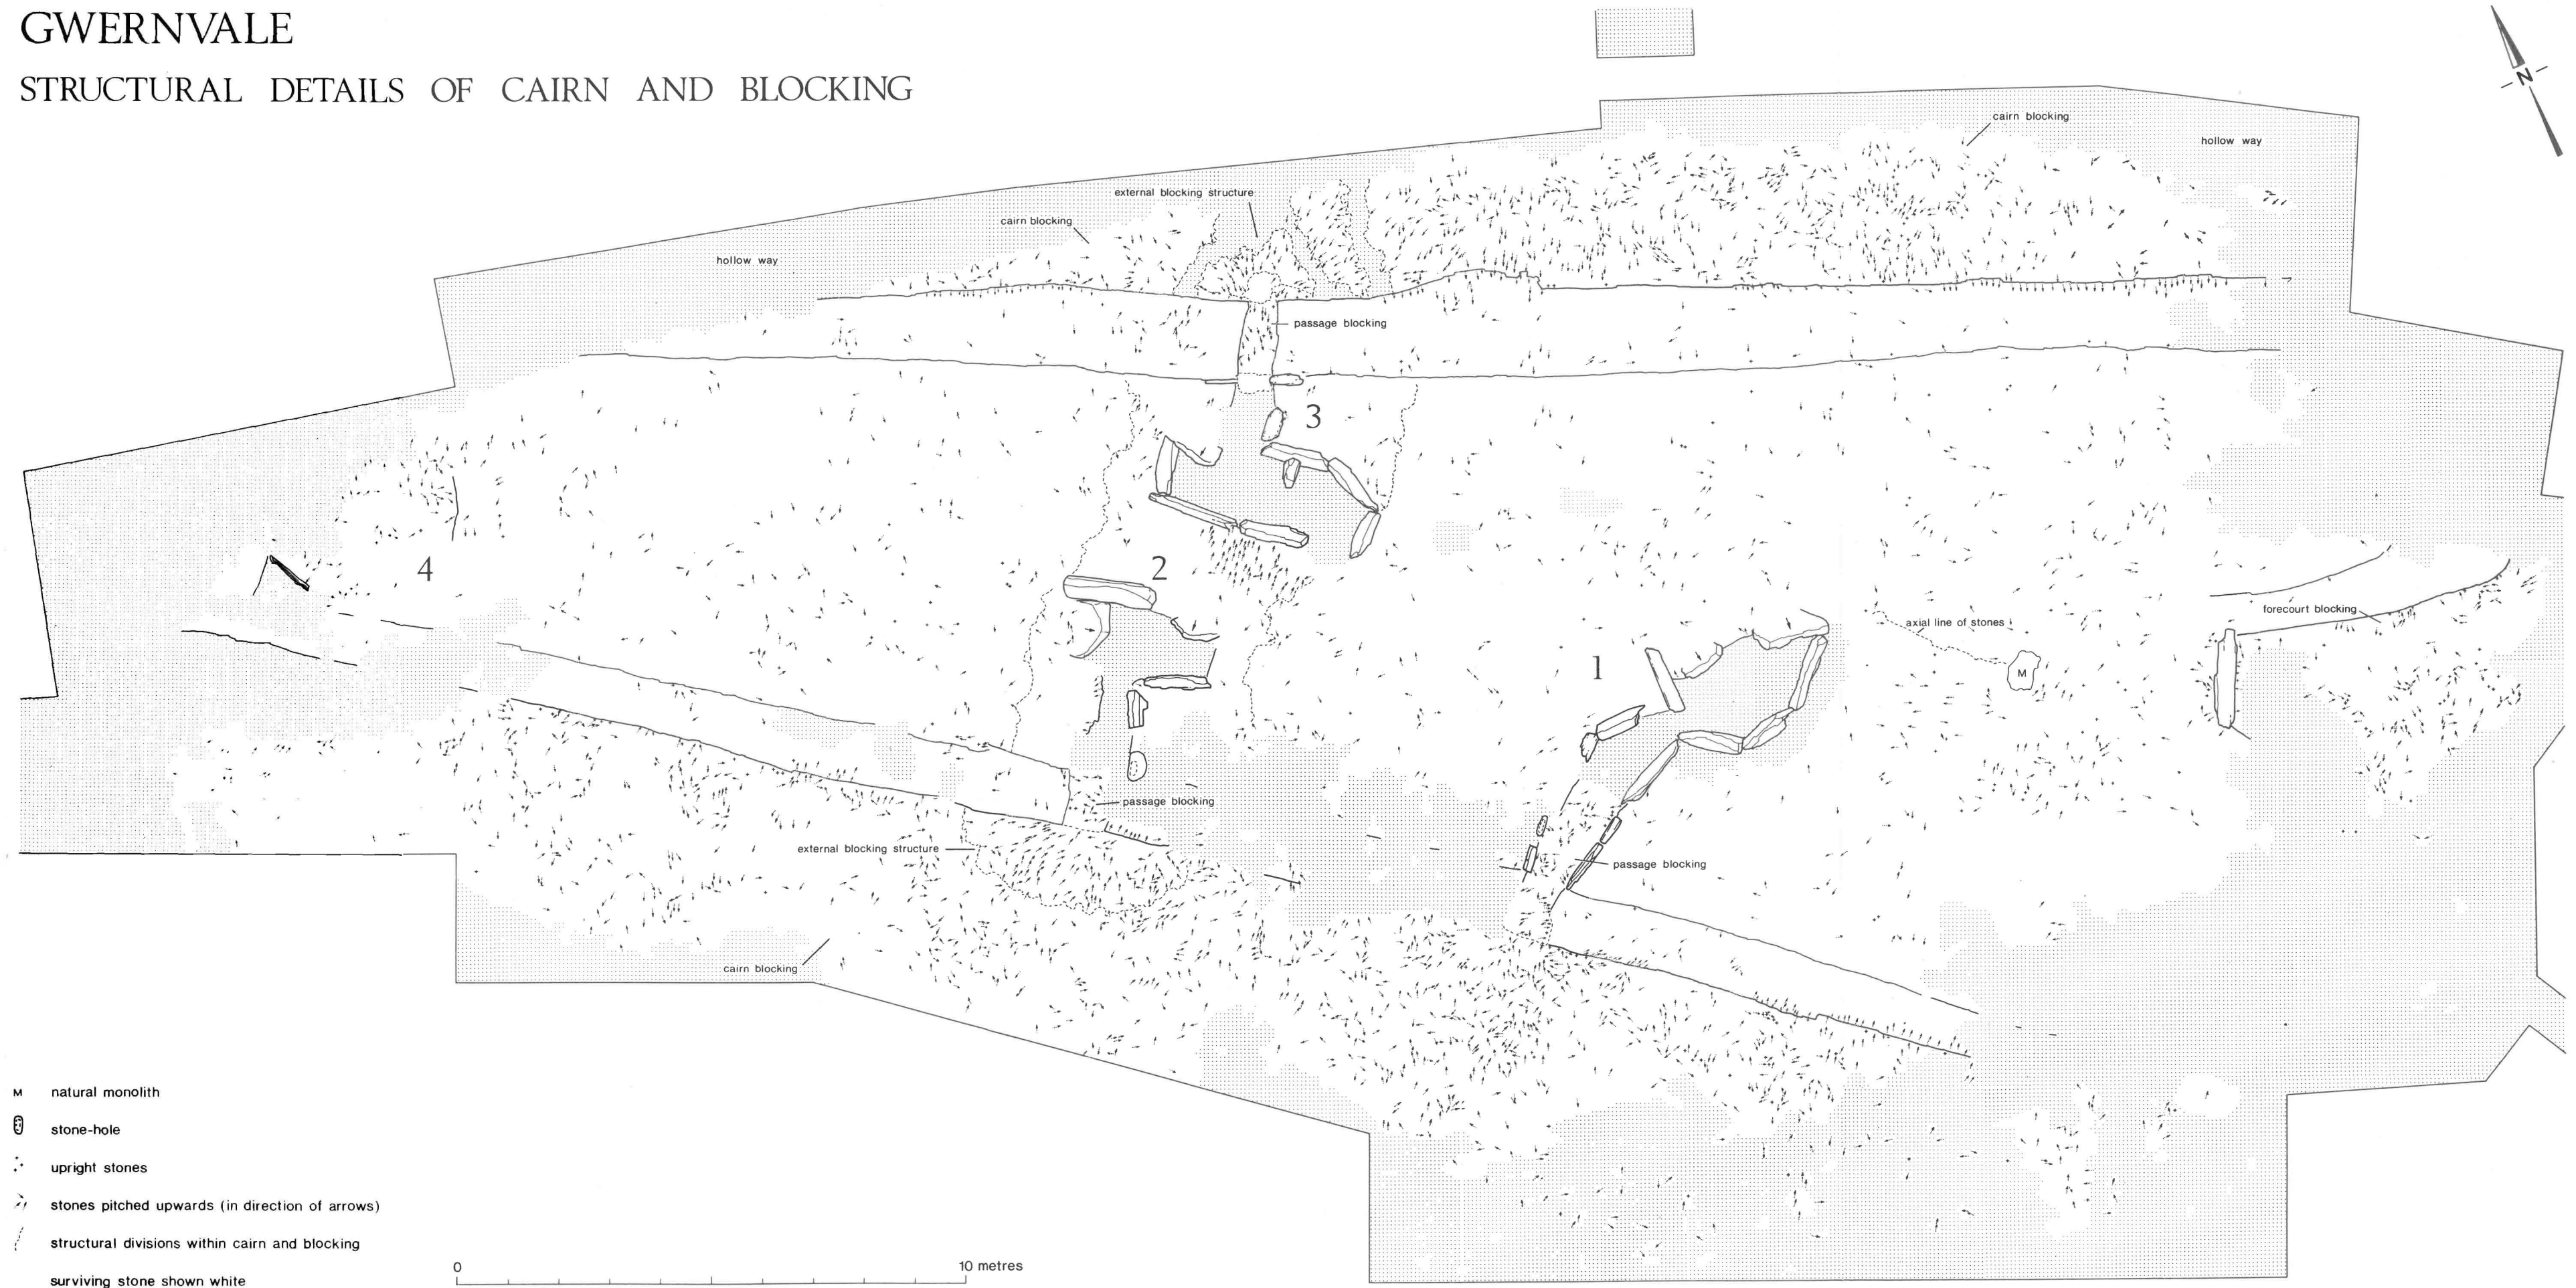 GWERNVALE
STRUCTURAL DETAILS OF CAIRN AND BLOCKING
N
cairn blocking
hollow way
external blocking structure
cairn blocking
hollow way
passage blocking
3
4
2
forecourt blocking
axial line of stones
1
M
passage blocking
external blocking structure
passage blocking
cairn blocking
M natural monolith
stone-hole
upright stones
stones pitched upwards (in direction of arrows)
structural divisions within cairn and blocking
surviving stone shown white
0 10 metres